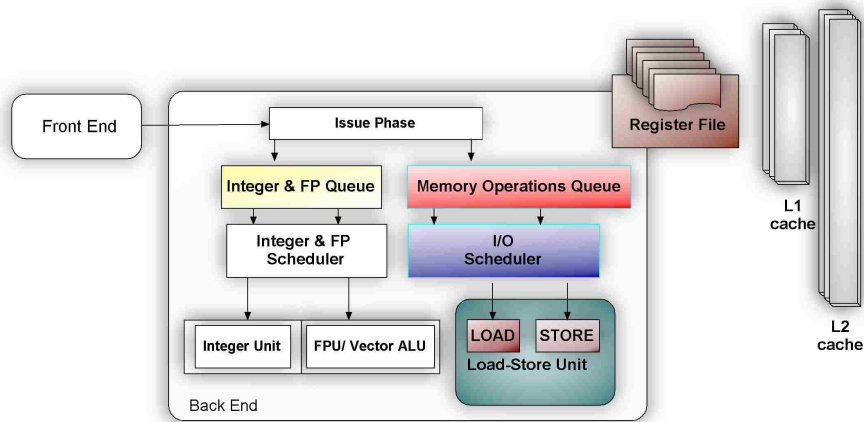 Front End
Issue Phase
Register File
Integer & FP Queue
Memory Operations Queue
L1
cache
Integer & FP
Scheduler
I/O
Scheduler
Integer Unit
FPU/ Vector ALU
LOAD
STORE
Load-Store Unit
L2
cache
Back End